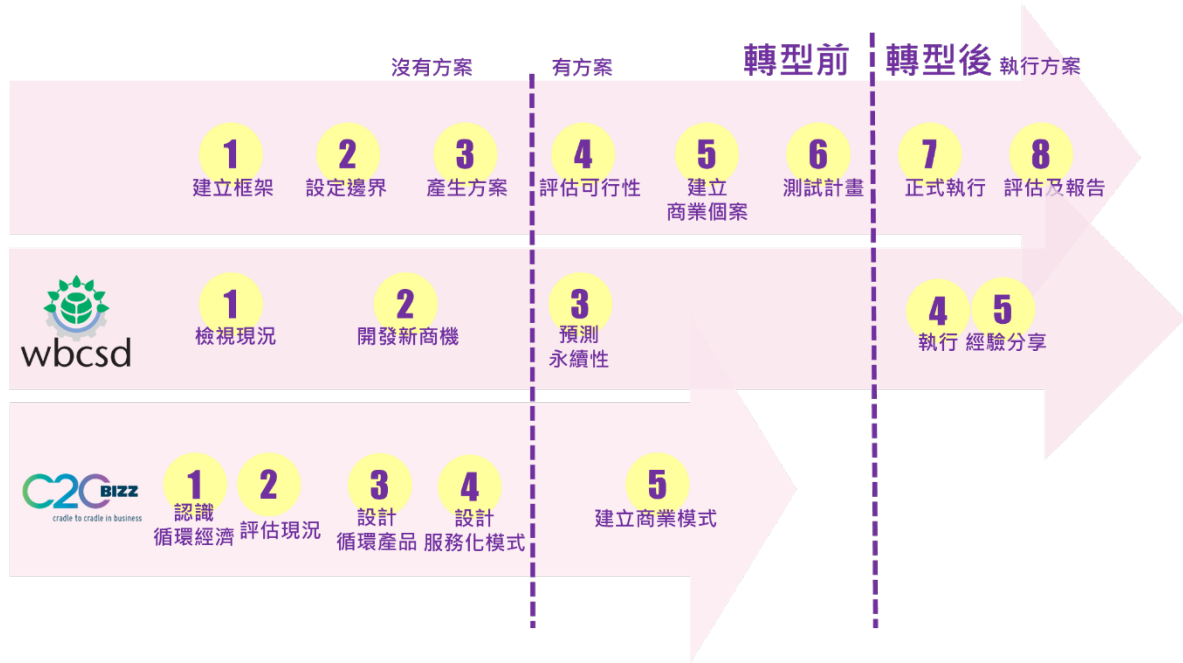 沒有方案
有方案
轉型前
轉型後 執行方案
1
建立框架
2
設定邊界
3
產生方案
4
評估可行性
5
建立
商業個案
6
測試計畫
7
正式執行
8
評估及報告
wbcsd
1
檢視現況
2
開發新商機
3
預測
永續性
4
執行
5
經驗分享
C2C BIZZ
cradle to cradle in business
1
認識
循環經濟
2
評估現況
3
設計
循環產品
4
設計
服務化模式
5
建立商業模式